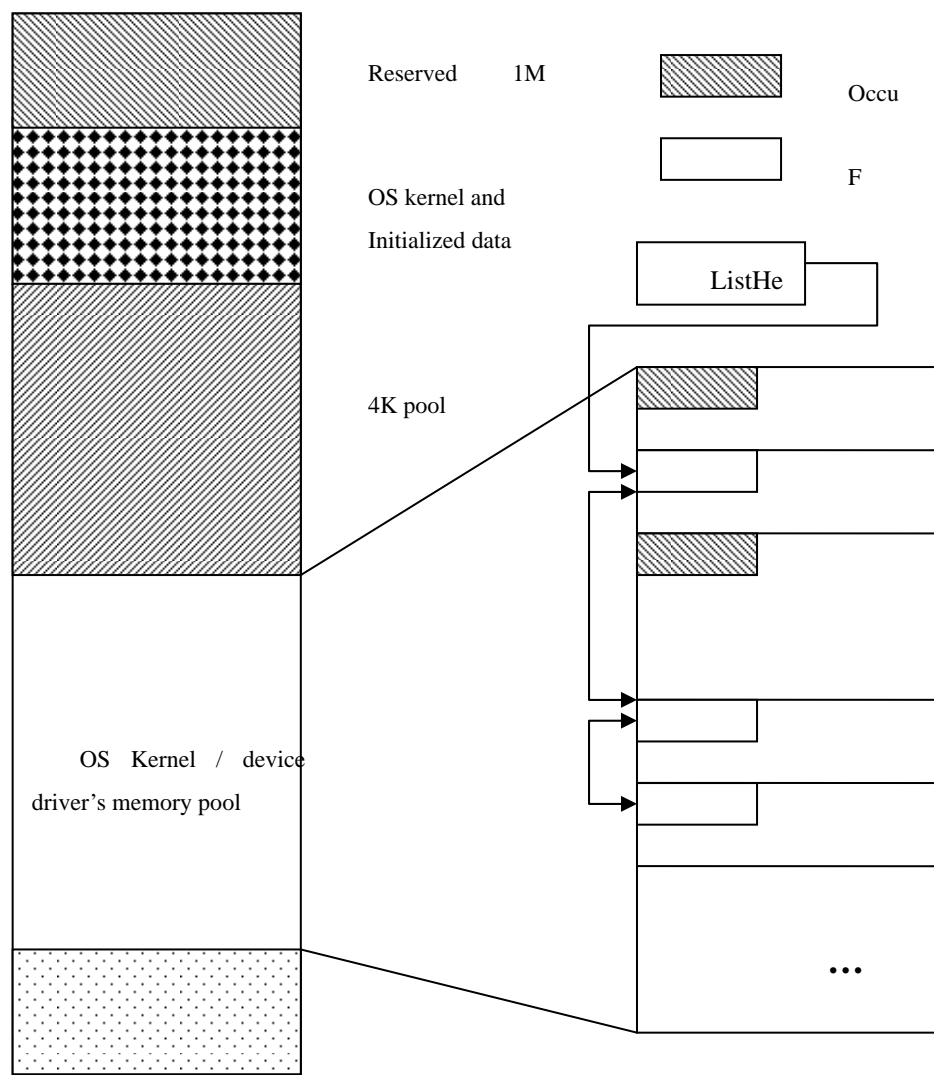 Reserved 1M
Occu
F
OS kernel and
Initialized data
ListHe
4K pool
OS Kernel / device
driver's memory pool
...